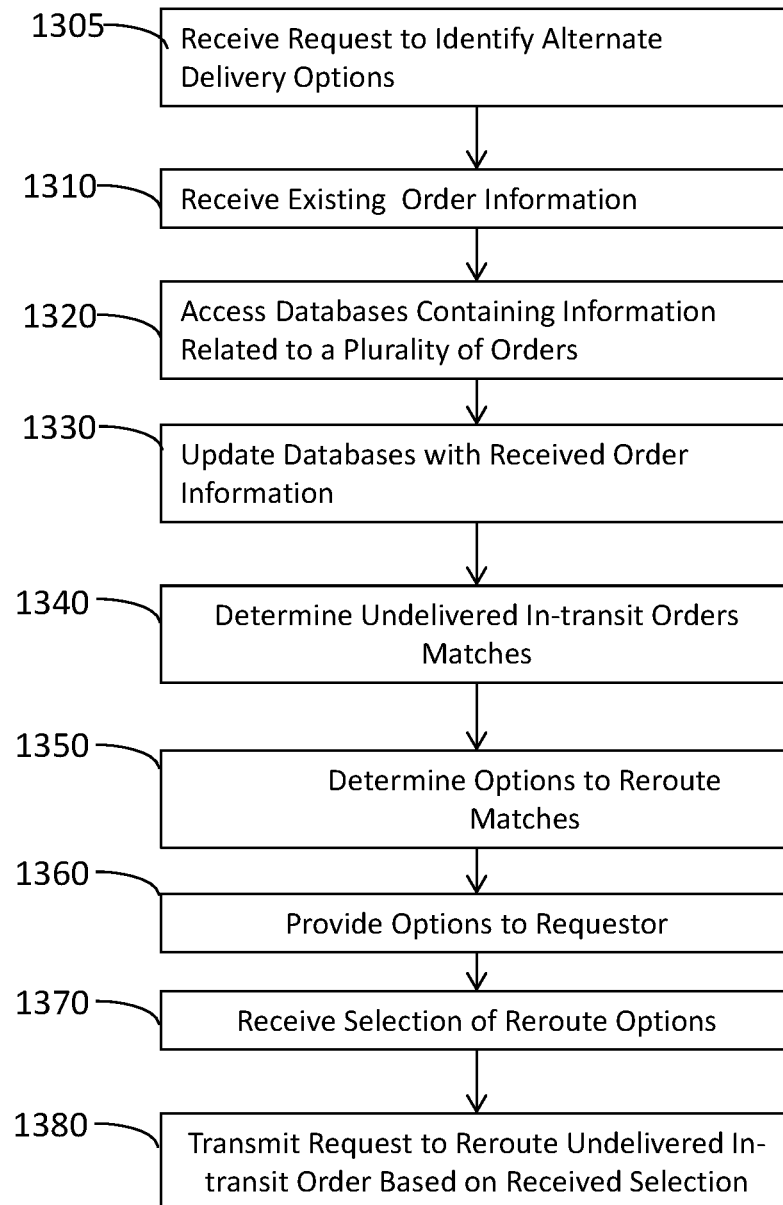 1305
Receive Request to Identify Alternate
Delivery Options
1310
Receive Existing Order Information
1320
Access Databases Containing Information
Related to a Plurality of Orders
1330
Update Databases with Received Order
Information
1340
Determine Undelivered In-transit Orders
Matches
1350
Determine Options to Reroute
Matches
1360
Provide Options to Requestor
1370
Receive Selection of Reroute Options
1380
Transmit Request to Reroute Undelivered In-
transit Order Based on Received Selection